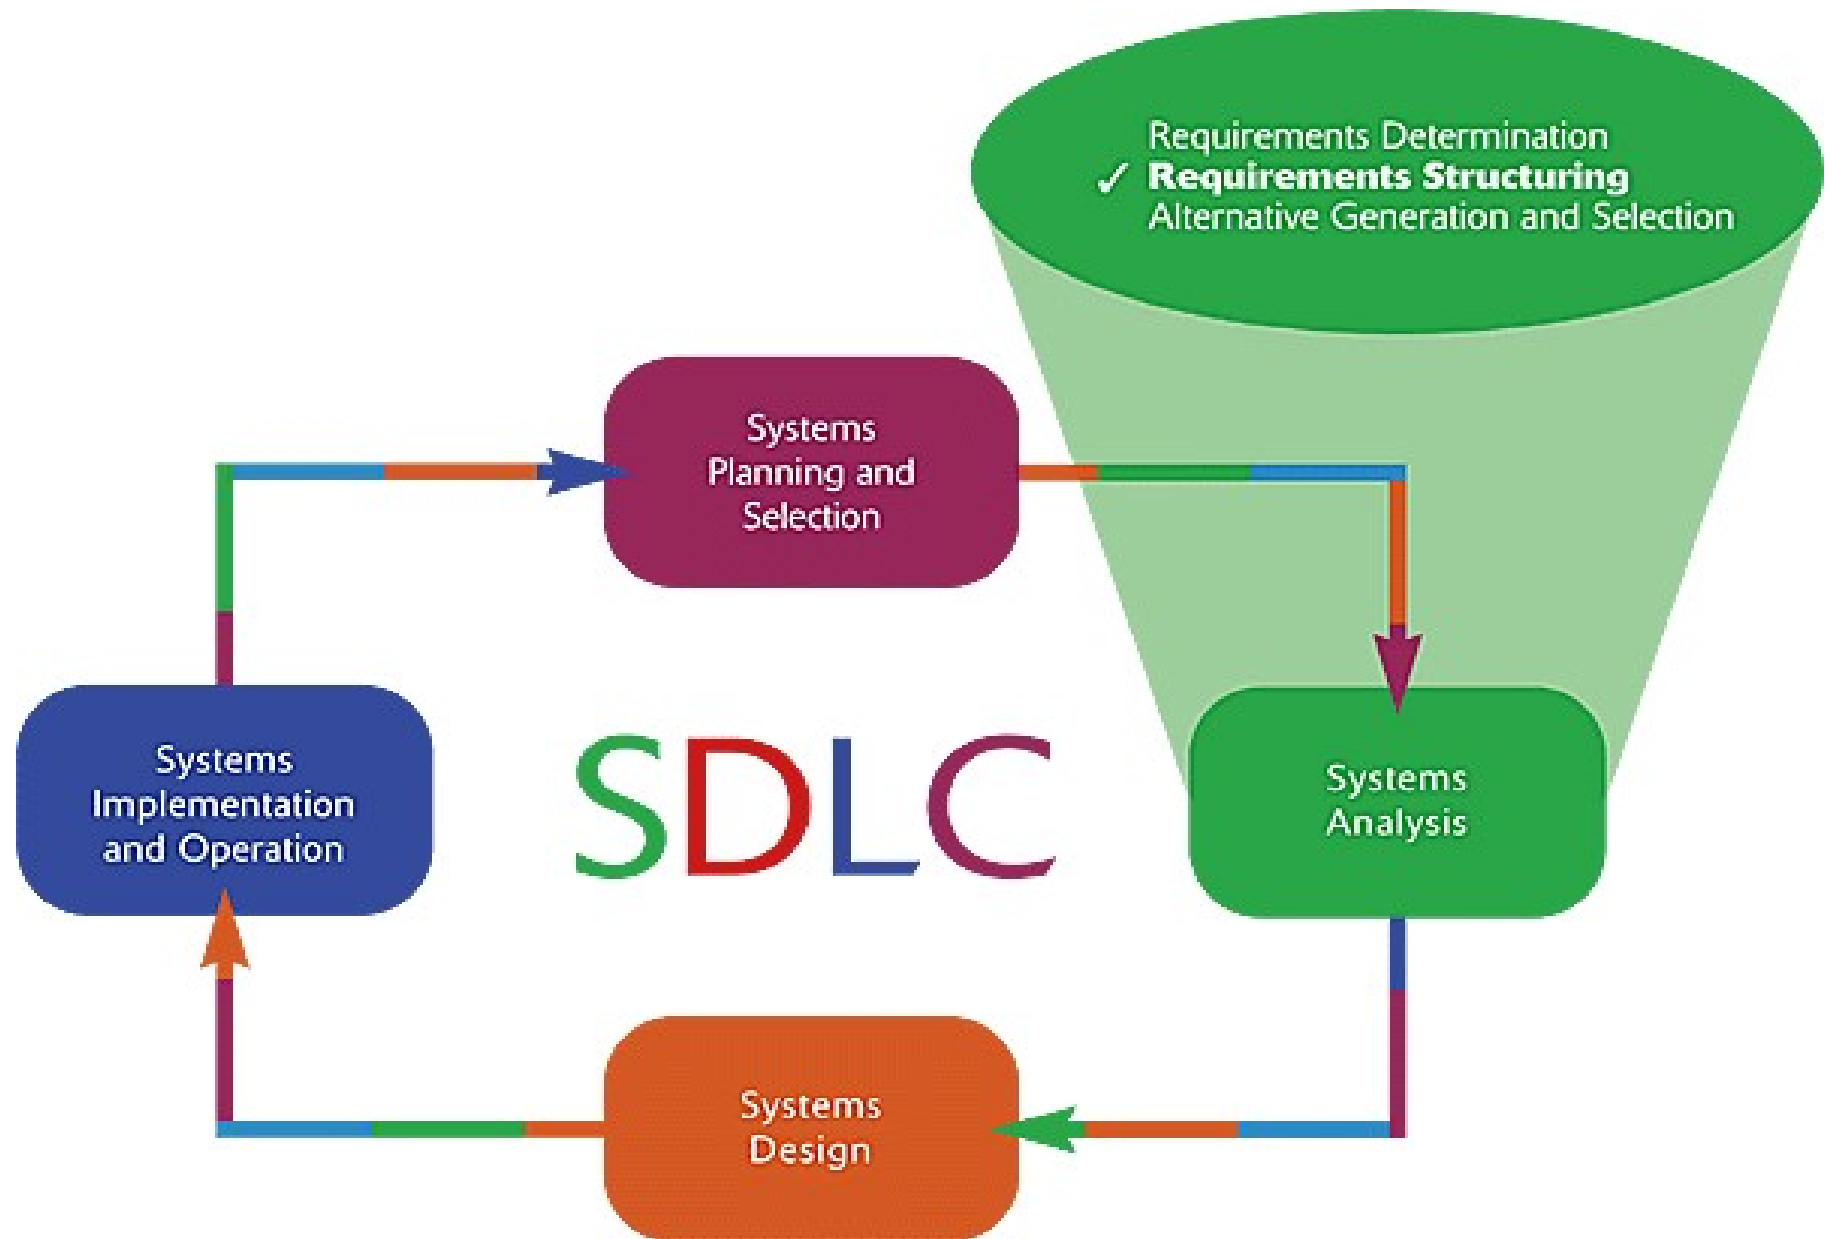 Requirements Determination
✓ Requirements Structuring
Alternative Generation and Selection
Systems
Planning and
Selection
Systems
Implementation
and Operation
SDLC
Systems
Analysis
Systems
Design